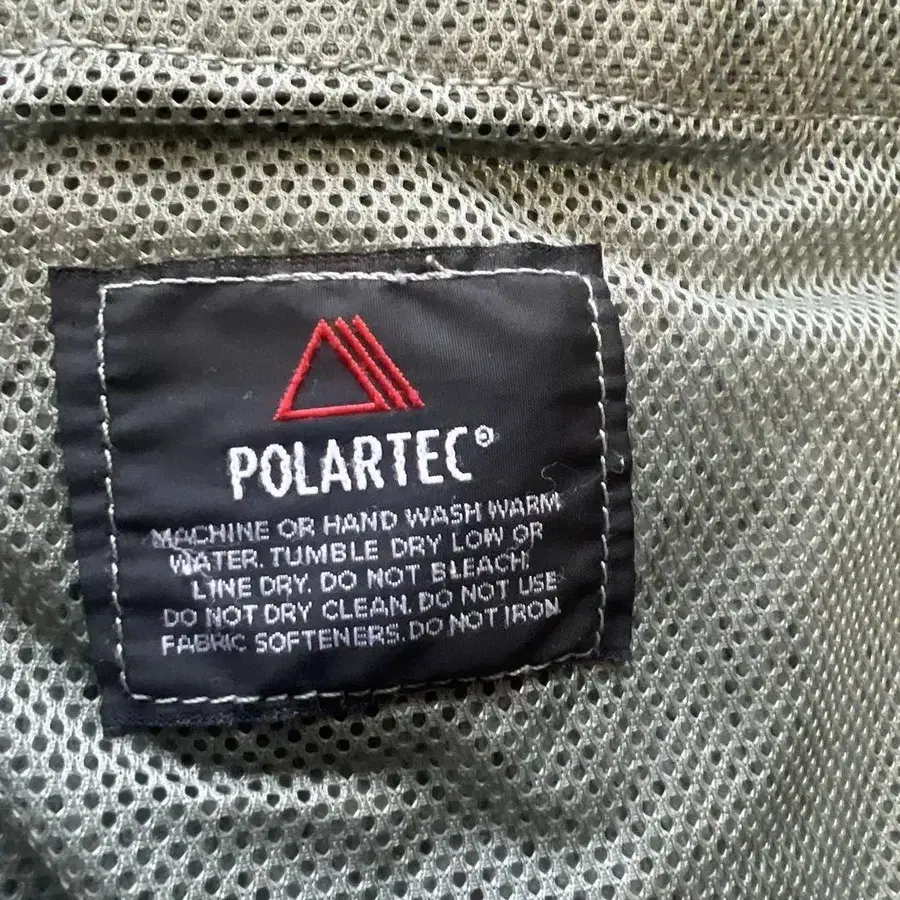 POLARTEC®
MACHINE OR HAND WASH WARM
WATER. TUMBLE DRY LOW OR
LINE DRY. DO NOT BLEACH.
DO NOT DRY CLEAN. DO NOT USE
FABRIC SOFTENERS. DO NOT IRON